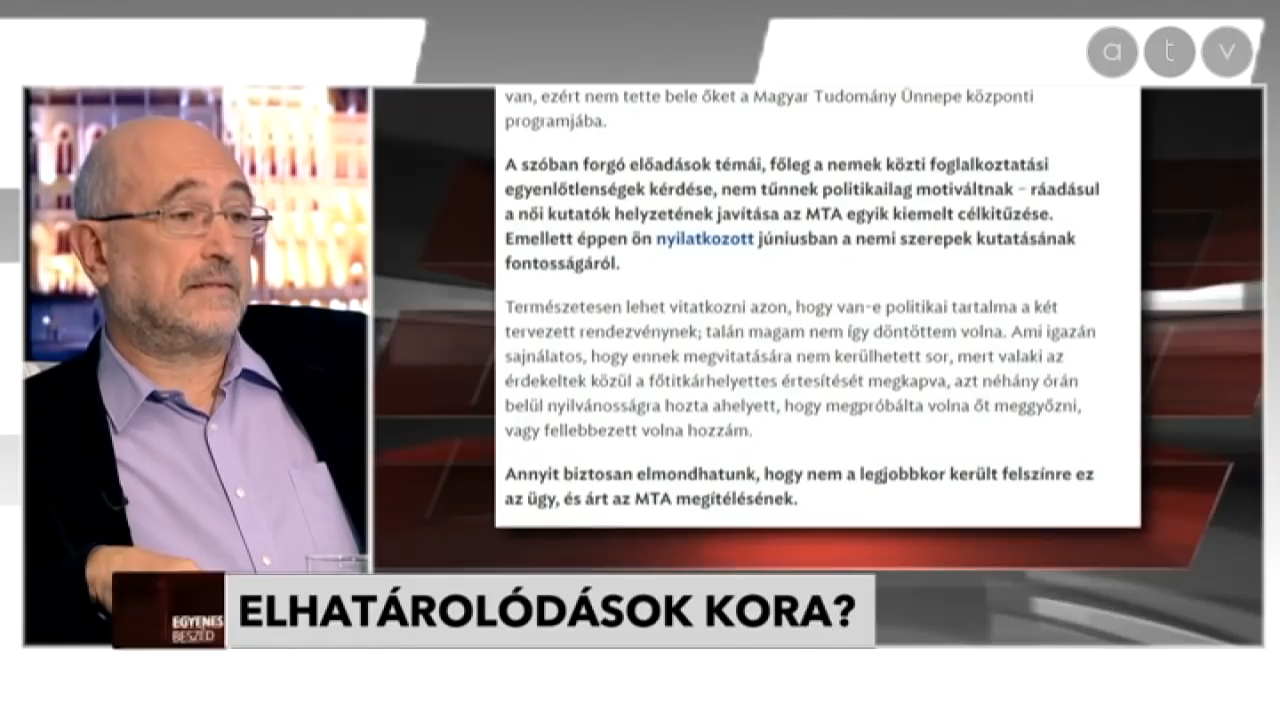 a t v
van, ezért nem tette bele őket a Magyar Tudomány Ünnepe központi
programjába.
A szóban forgó előadások témái, főleg a nemek közti foglalkoztatási
egyenlőtlenségek kérdése, nem tűnnek politikailag motiváltnak – ráadásul
a női kutatók helyzetének javítása az MTA egyik kiemelt célkitűzése.
Emellett éppen ön nyilatkozott júniusban a nemi szerepek kutatásának
fontosságáról.
Természetesen lehet vitatkozni azon, hogy van-e politikai tartalma a két
tervezett rendezvénynek; talán magam nem így döntöttem volna. Ami igazán
sajnálatos, hogy ennek megvitatására nem kerülhetett sor, mert valaki az
érdekeltek közül a főtitkárhelyettes értesítését megkapva, azt néhány órán
belül nyilvánosságra hozta ahelyett, hogy megpróbálta volna őt meggyőzni,
vagy fellebbezett volna hozzám.
Annyit biztosan elmondhatunk, hogy nem a legjobbkor került felszínre ez
az ügy, és árt az MTA megítélésének.
EGYENES
BESZÉD
ELHATÁROLÓDÁSOK KORA?